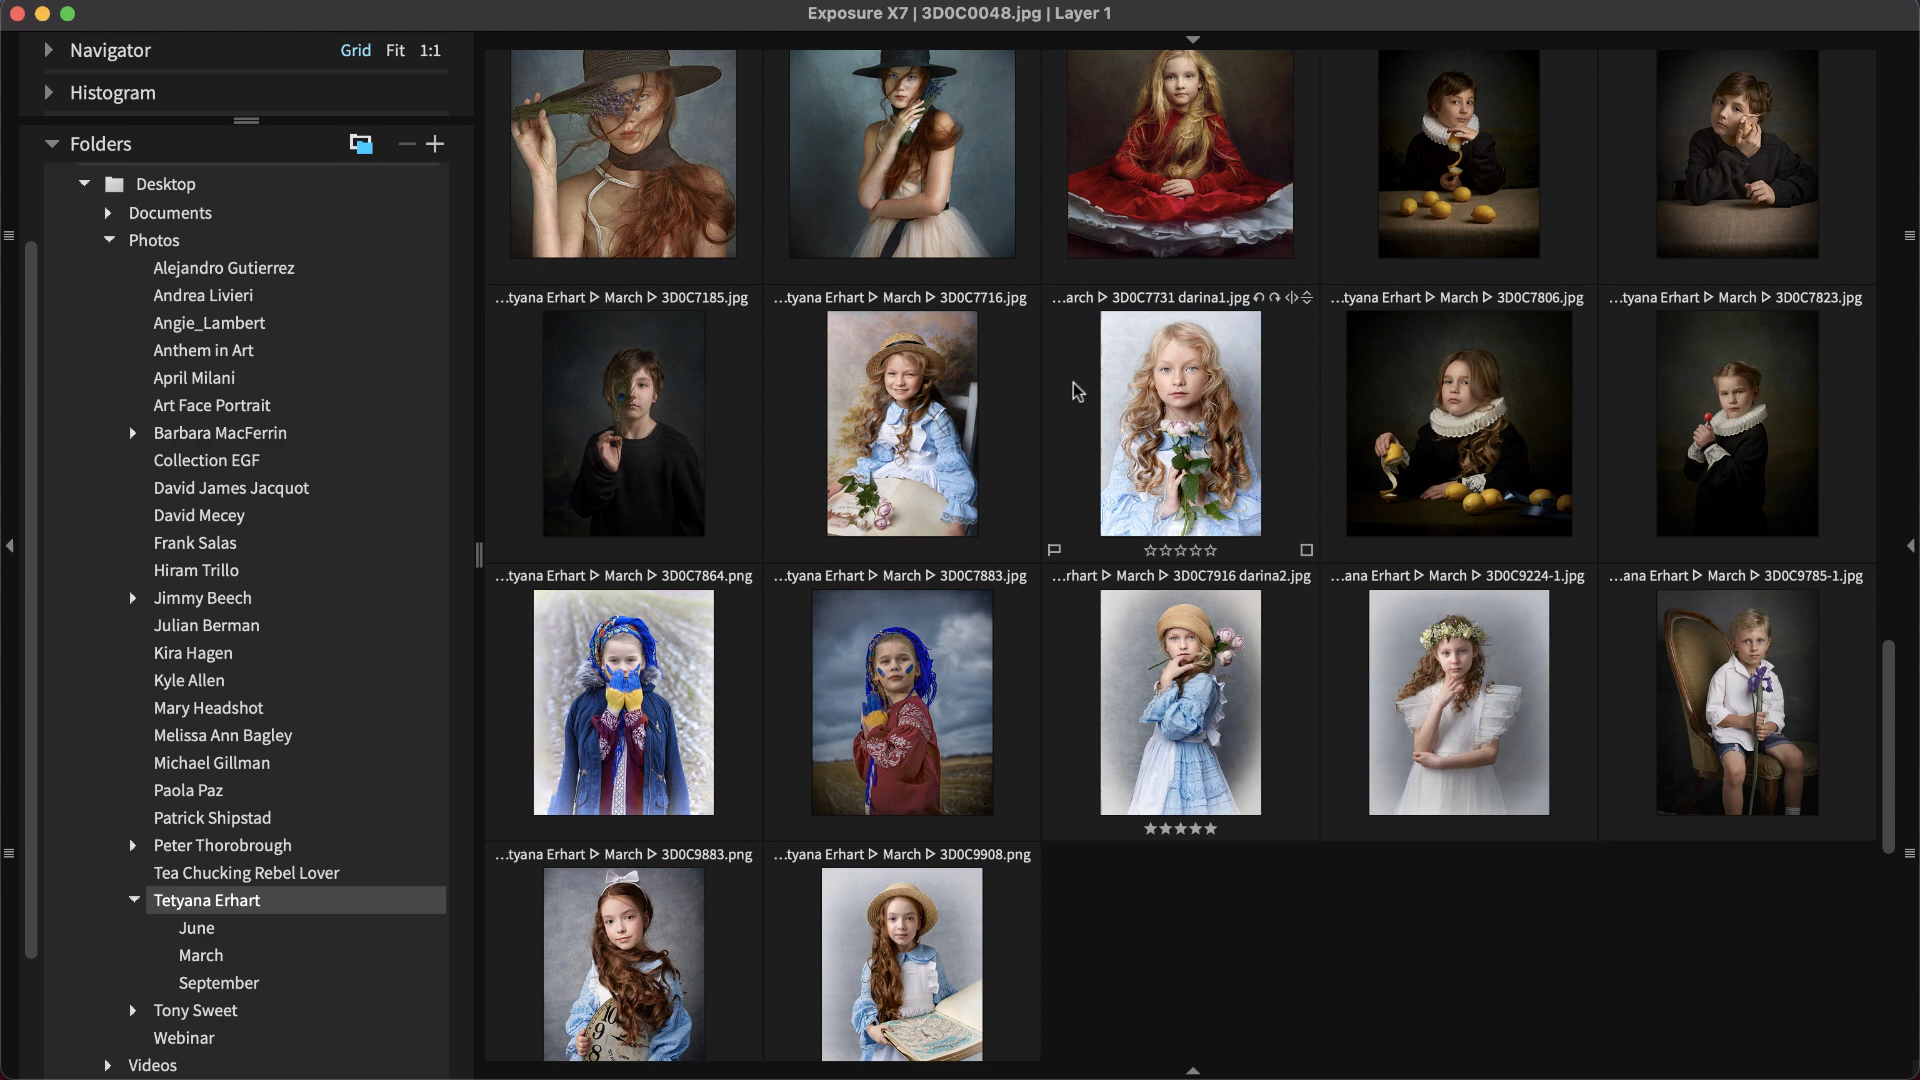 Exposure X7 | 3D0C0048.jpg | Layer 1
Navigator
Grid Fit 1:1
Histogram
Folders
Desktop
Documents
Photos
Alejandro Gutierrez
Andrea Livieri
Angie_Lambert
Anthem in Art
April Milani
Art Face Portrait
Barbara MacFerrin
Collection EGF
David James Jacquot
David Mecey
Frank Salas
Hiram Trillo
Jimmy Beech
Julian Berman
Kira Hagen
Kyle Allen
Mary Headshot
Melissa Ann Bagley
Michael Gillman
Paola Paz
Patrick Shipstad
Peter Thorobrough
Tea Chucking Rebel Lover
Tetyana Erhart
June
March
September
Tony Sweet
Webinar
Videos
...tyana Erhart ▷ March ▷ 3D0C7185.jpg
...tyana Erhart ▷ March ▷ 3D0C7716.jpg
...arch ▷ 3D0C7731 darina1.jpg
...tyana Erhart ▷ March ▷ 3D0C7806.jpg
...tyana Erhart ▷ March ▷ 3D0C7823.jpg
...tyana Erhart ▷ March ▷ 3D0C7864.png
...tyana Erhart ▷ March ▷ 3D0C7883.jpg
...rhart ▷ March ▷ 3D0C7916 darina2.jpg
...ana Erhart ▷ March ▷ 3D0C9224-1.jpg
...ana Erhart ▷ March ▷ 3D0C9785-1.jpg
...tyana Erhart ▷ March ▷ 3D0C9883.png
...tyana Erhart ▷ March ▷ 3D0C9908.png
10
9
8